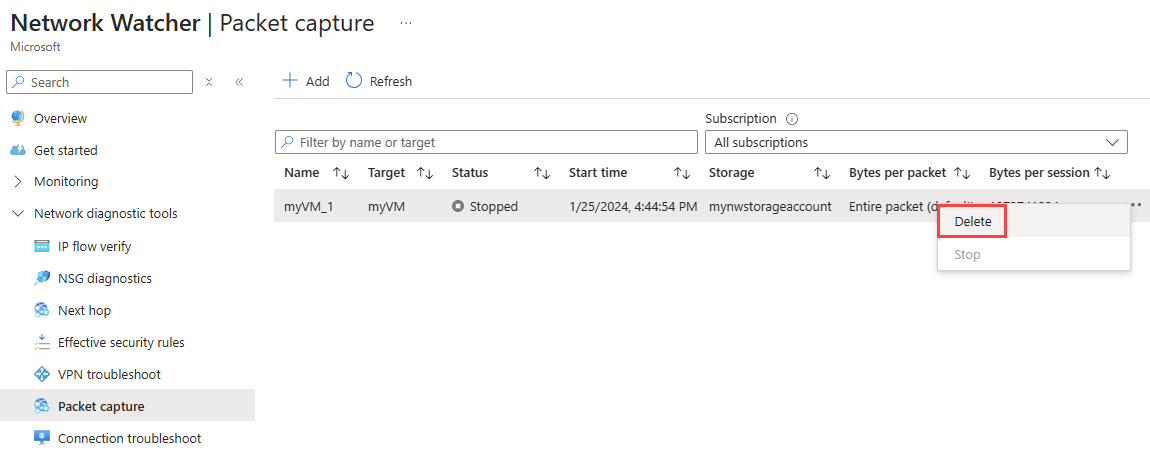 Network Watcher | Packet capture ...
Microsoft
Search
Add Refresh
Overview
Get started
Monitoring
Network diagnostic tools
IP flow verify
NSG diagnostics
Next hop
Effective security rules
VPN troubleshoot
Packet capture
Connection troubleshoot
Subscription
Filter by name or target All subscriptions
Name Target Status Start time Storage Bytes per packet Bytes per session
myVM_1 myVM Stopped 1/25/2024, 4:44:54 PM mynwstorageaccount Entire packet
Delete
Stop